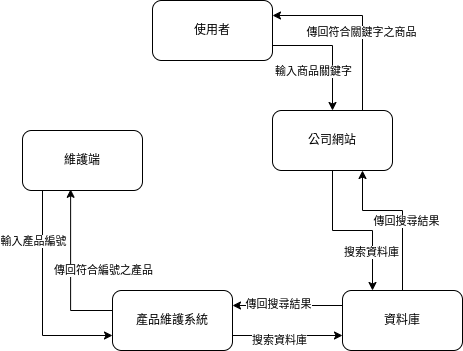 使用者
傳回符合關鍵字之商品
輸入商品關鍵字
公司網站
維護端
傳回搜尋結果
輸入產品編號
搜索資料庫
傳回符合編號之產品
傳回搜尋結果
產品維護系統
資料庫
搜索資料庫